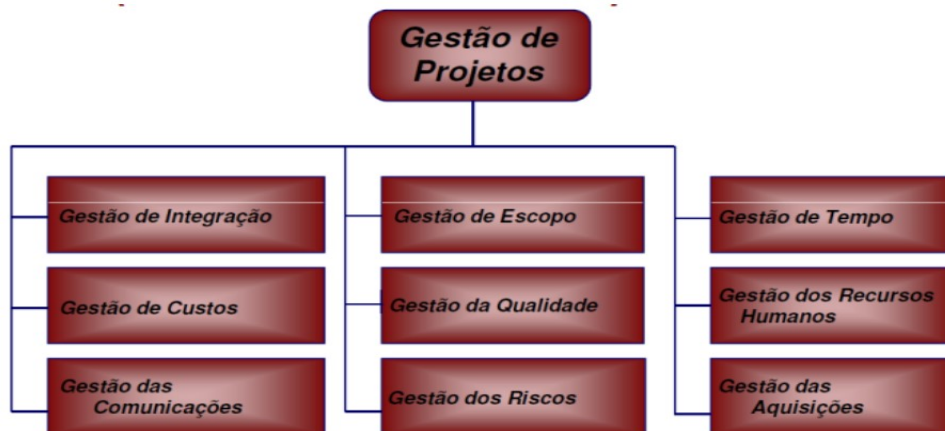 Gestão de
Projetos
Gestão de Integração
Gestão de Escopo
Gestão de Tempo
Gestão de Custos
Gestão da Qualidade
Gestão dos Recursos
Humanos
Gestão das
Comunicações
Gestão dos Riscos
Gestão das
Aquisições